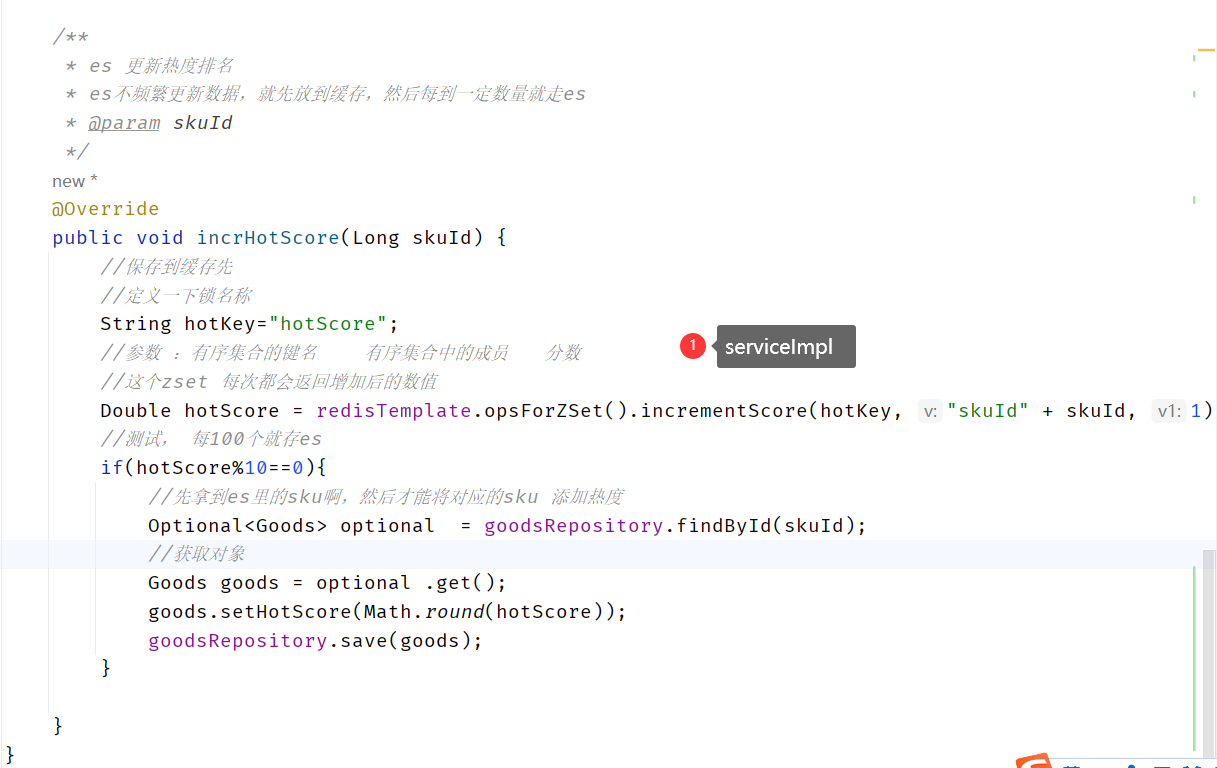 /**
 * es 更新热度排名
 * es不频繁更新数据，就先放到缓存，然后每到一定数量就走es
 * @param skuId
 */
new *
@Override
public void incrHotScore(Long skuId) {
//保存到缓存先
//定义一下锁名称
String hotKey="hotScore";
//参数 ：有序集合的键名    有序集合中的成员   分数
1 serviceImpl
//这个zset 每次都会返回增加后的数值
Double hotScore = redisTemplate.opsForZSet().incrementScore(hotKey, v: "skuId" + skuId, v1: 1)
//测试， 每100个就存es
if(hotScore%10==0){
//先拿到es里的sku啊，然后才能将对应的sku 添加热度
Optional<Goods> optional  = goodsRepository.findById(skuId);
//获取对象
Goods goods = optional .get();
goods.setHotScore(Math.round(hotScore));
goodsRepository.save(goods);
}
}
}